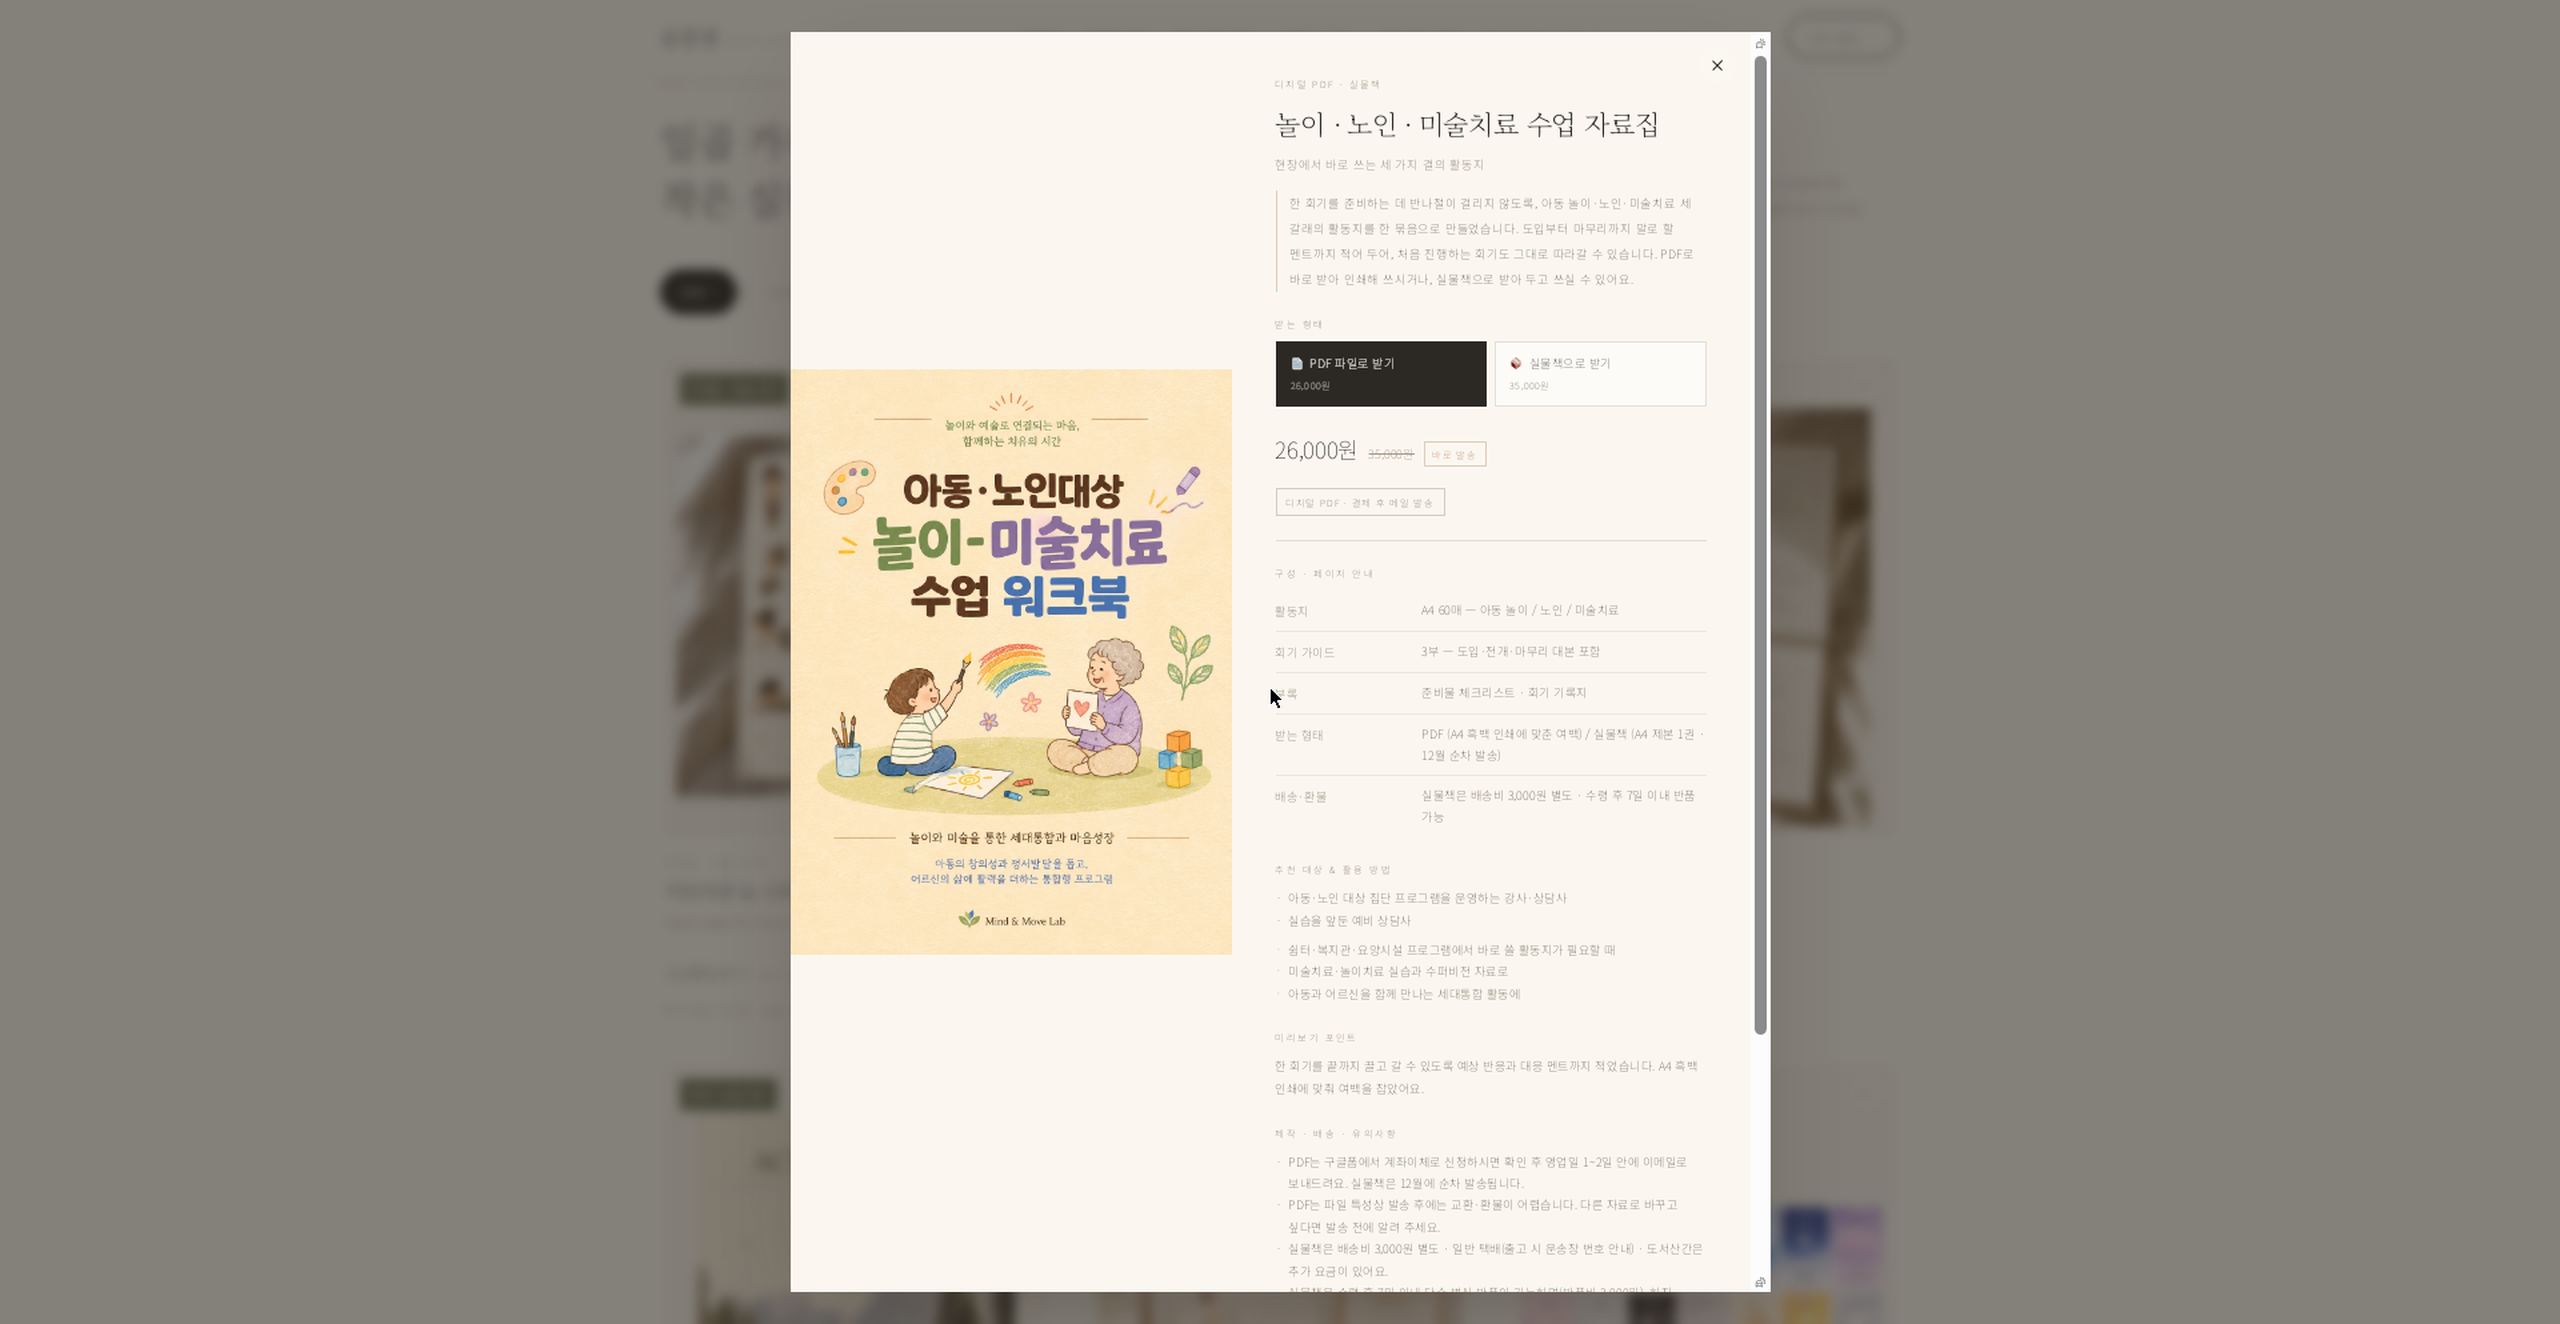 디지털 PDF · 실물책
놀이 · 노인 · 미술치료 수업 자료집
현장에서 바로 쓰는 세 가지 결의 활동지
한 회기를 준비하는 데 반나절이 걸리지 않도록, 아동 놀이·노인·미술치료 세
갈래의 활동지를 한 묶음으로 만들었습니다. 도입부터 마무리까지 말로 할
멘트까지 적어 두어, 처음 진행하는 회기도 그대로 따라갈 수 있습니다. PDF로
바로 받아 인쇄해 쓰시거나, 실물책으로 받아 두고 쓰실 수 있어요.
받는 형태
PDF 파일로 받기
26,000원
실물책으로 받기
35,000원
26,000원 35,000원 바로 발송
디지털 PDF · 결제 후 메일 발송
놀이와 예술로 연결되는 마음,
함께하는 치유의 시간
아동·노인대상
놀이-미술치료
수업 워크북
놀이와 미술을 통한 세대통합과 마음성장
아동의 창의성과 정서발달을 돕고,
어르신의 삶에 활력을 더하는 통합형 프로그램
Mind & Move Lab
구성 · 페이지 안내
활동지 A4 60매 — 아동 놀이 / 노인 / 미술치료
회기 가이드 3부 — 도입·전개·마무리 대본 포함
부록 준비물 체크리스트 · 회기 기록지
받는 형태 PDF (A4 흑백 인쇄에 맞춘 여백) / 실물책 (A4 제본 1권 ·
12월 순차 발송)
배송·환불 실물책은 배송비 3,000원 별도 · 수령 후 7일 이내 반품
가능
추천 대상 & 활용 방법
- 아동·노인 대상 집단 프로그램을 운영하는 강사·상담사
- 실습을 앞둔 예비 상담사
· 쉼터·복지관·요양시설 프로그램에서 바로 쓸 활동지가 필요할 때
· 미술치료·놀이치료 실습과 수퍼비전 자료로
· 아동과 어르신을 함께 만나는 세대통합 활동에
미리보기 포인트
한 회기를 끝까지 끌고 갈 수 있도록 예상 반응과 대응 멘트까지 적었습니다. A4 흑백
인쇄에 맞춰 여백을 잡았어요.
제작 · 배송 · 유의사항
- PDF는 구글폼에서 계좌이체로 신청하시면 확인 후 영업일 1~2일 안에 이메일로
보내드려요. 실물책은 12월에 순차 발송됩니다.
- PDF는 파일 특성상 발송 후에는 교환·환불이 어렵습니다. 다른 자료로 바꾸고
싶다면 발송 전에 알려 주세요.
- 실물책은 배송비 3,000원 별도 · 일반 택배(출고 시 운송장 번호 안내) · 도서산간은
추가 요금이 있어요.